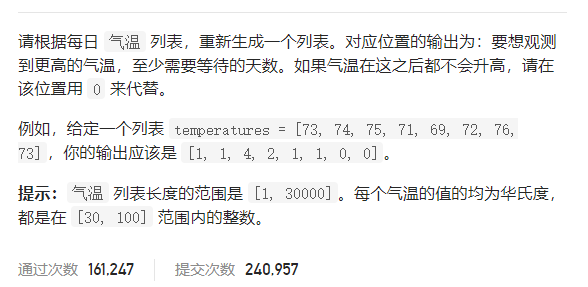 请根据每日 气温 列表，重新生成一个列表。对应位置的输出为：要想观测
到更高的气温，至少需要等待的天数。如果气温在这之后都不会升高，请在
该位置用 0 来代替。
例如，给定一个列表 temperatures = [73, 74, 75, 71, 69, 72, 76,
73]，你的输出应该是 [1, 1, 4, 2, 1, 1, 0, 0]。
提示：气温 列表长度的范围是 [1, 30000]。每个气温的值的均为华氏度，
都是在 [30, 100] 范围内的整数。
通过次数 161,247 提交次数 240,957